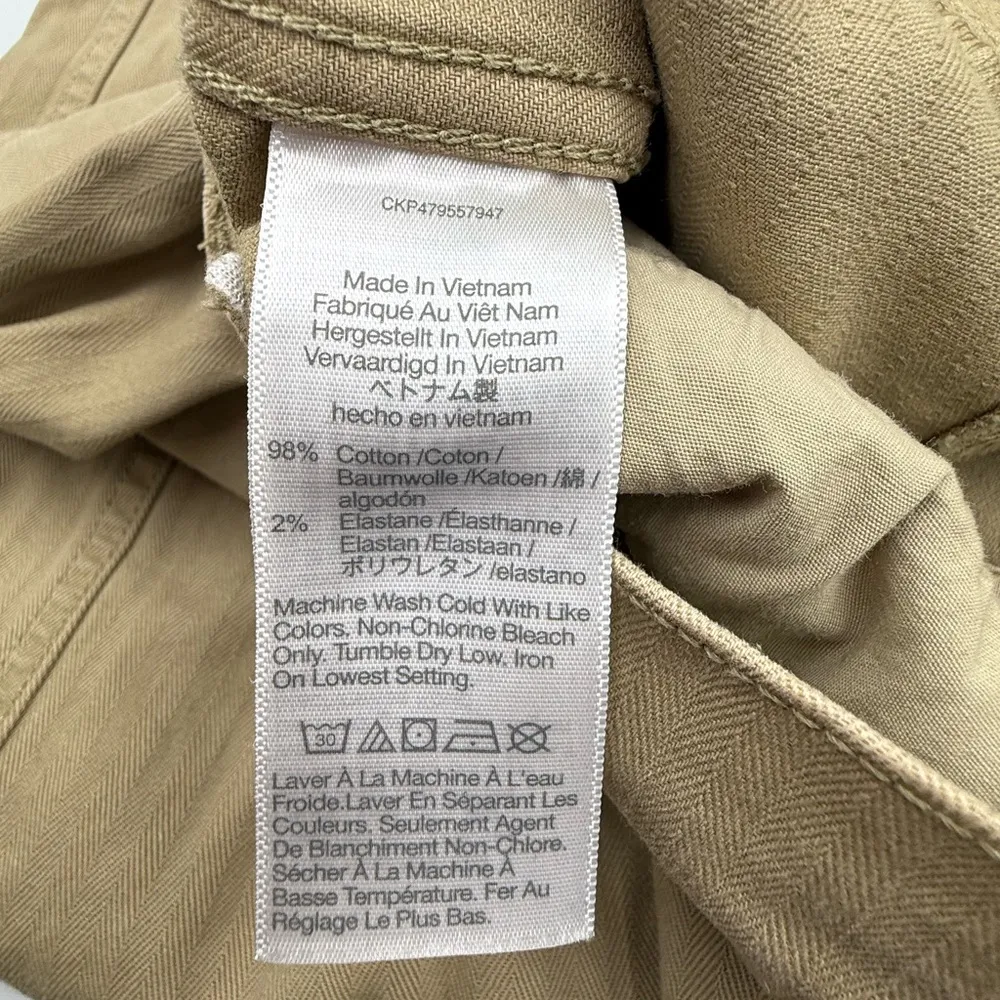 CKP479557947
Made In Vietnam
Fabriqué Au Viêt Nam
Hergestellt In Vietnam
Vervaardigd In Vietnam
ベトナム製
hecho en vietnam
98% Cotton /Coton /
Baumwolle /Katoen /綿 /
algodón
2% Elastane /Élasthanne /
Elastan /Elastaan /
ポリウレタン /elastano
Machine Wash Cold With Like
Colors. Non-Chlorine Bleach
Only. Tumble Dry Low. Iron
On Lowest Setting.
30
Laver À La Machine À L'eau
Froide.Laver En Séparant Les
Couleurs. Seulement Agent
De Blanchiment Non-Chlore.
Sécher À La Machine À
Basse Température. Fer Au
Réglage Le Plus Bas.